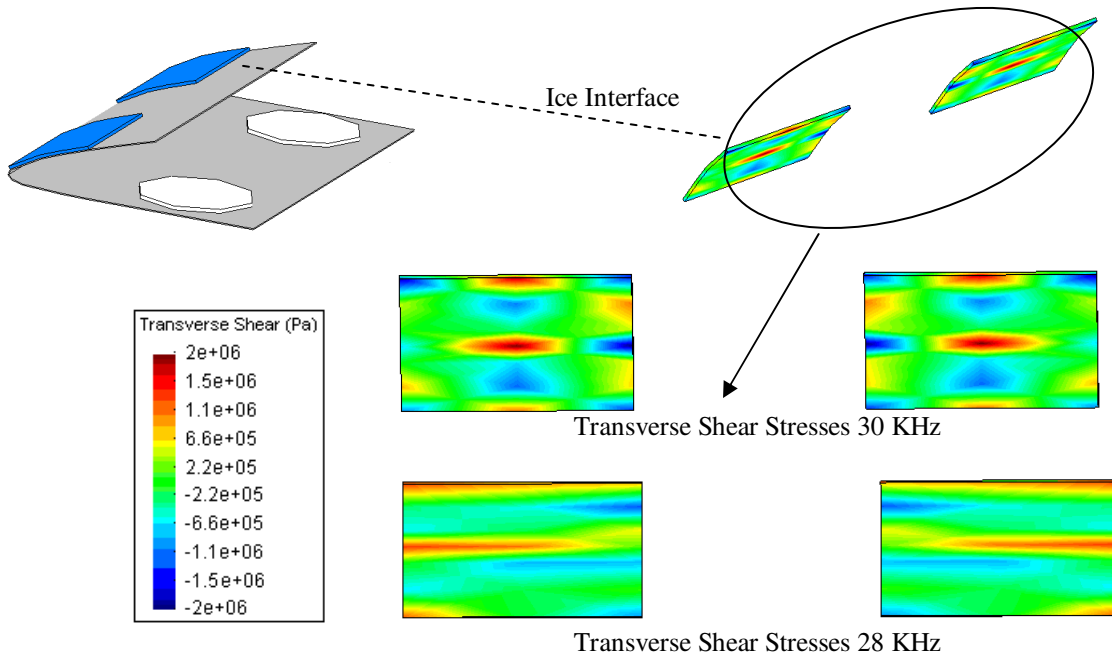 Ice Interface
Transverse Shear (Pa)
2e+06
1.5e+06
1.1e+06
6.6e+05
2.2e+05
-2.2e+05
-6.6e+05
-1.1e+06
-1.5e+06
-2e+06
Transverse Shear Stresses 30 KHz
Transverse Shear Stresses 28 KHz